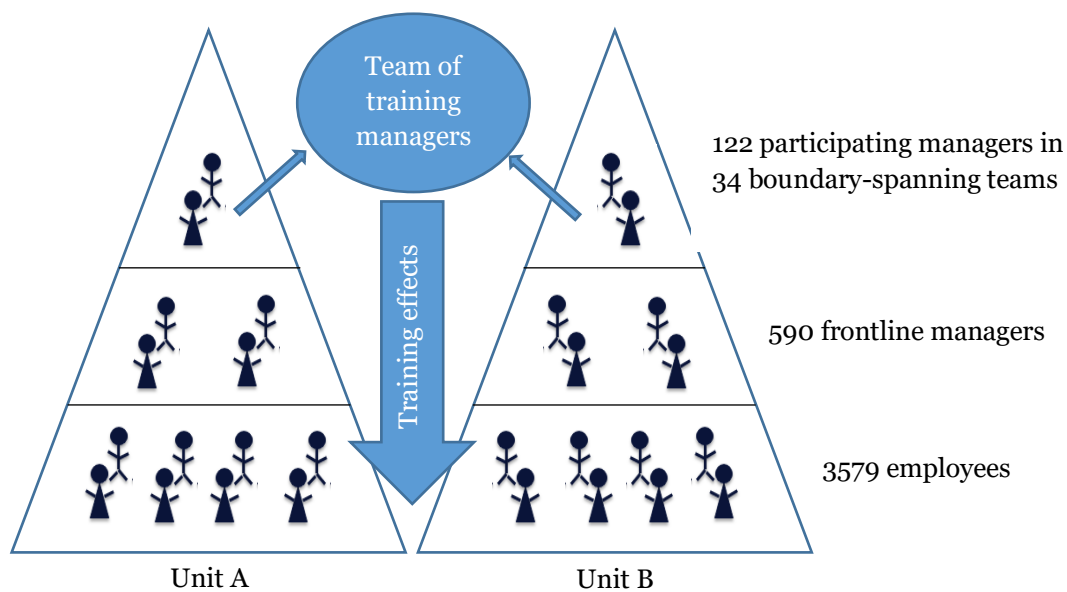 Team of
training
managers
122 participating managers in
34 boundary-spanning teams
Training effects
590 frontline managers
3579 employees
Unit A
Unit B